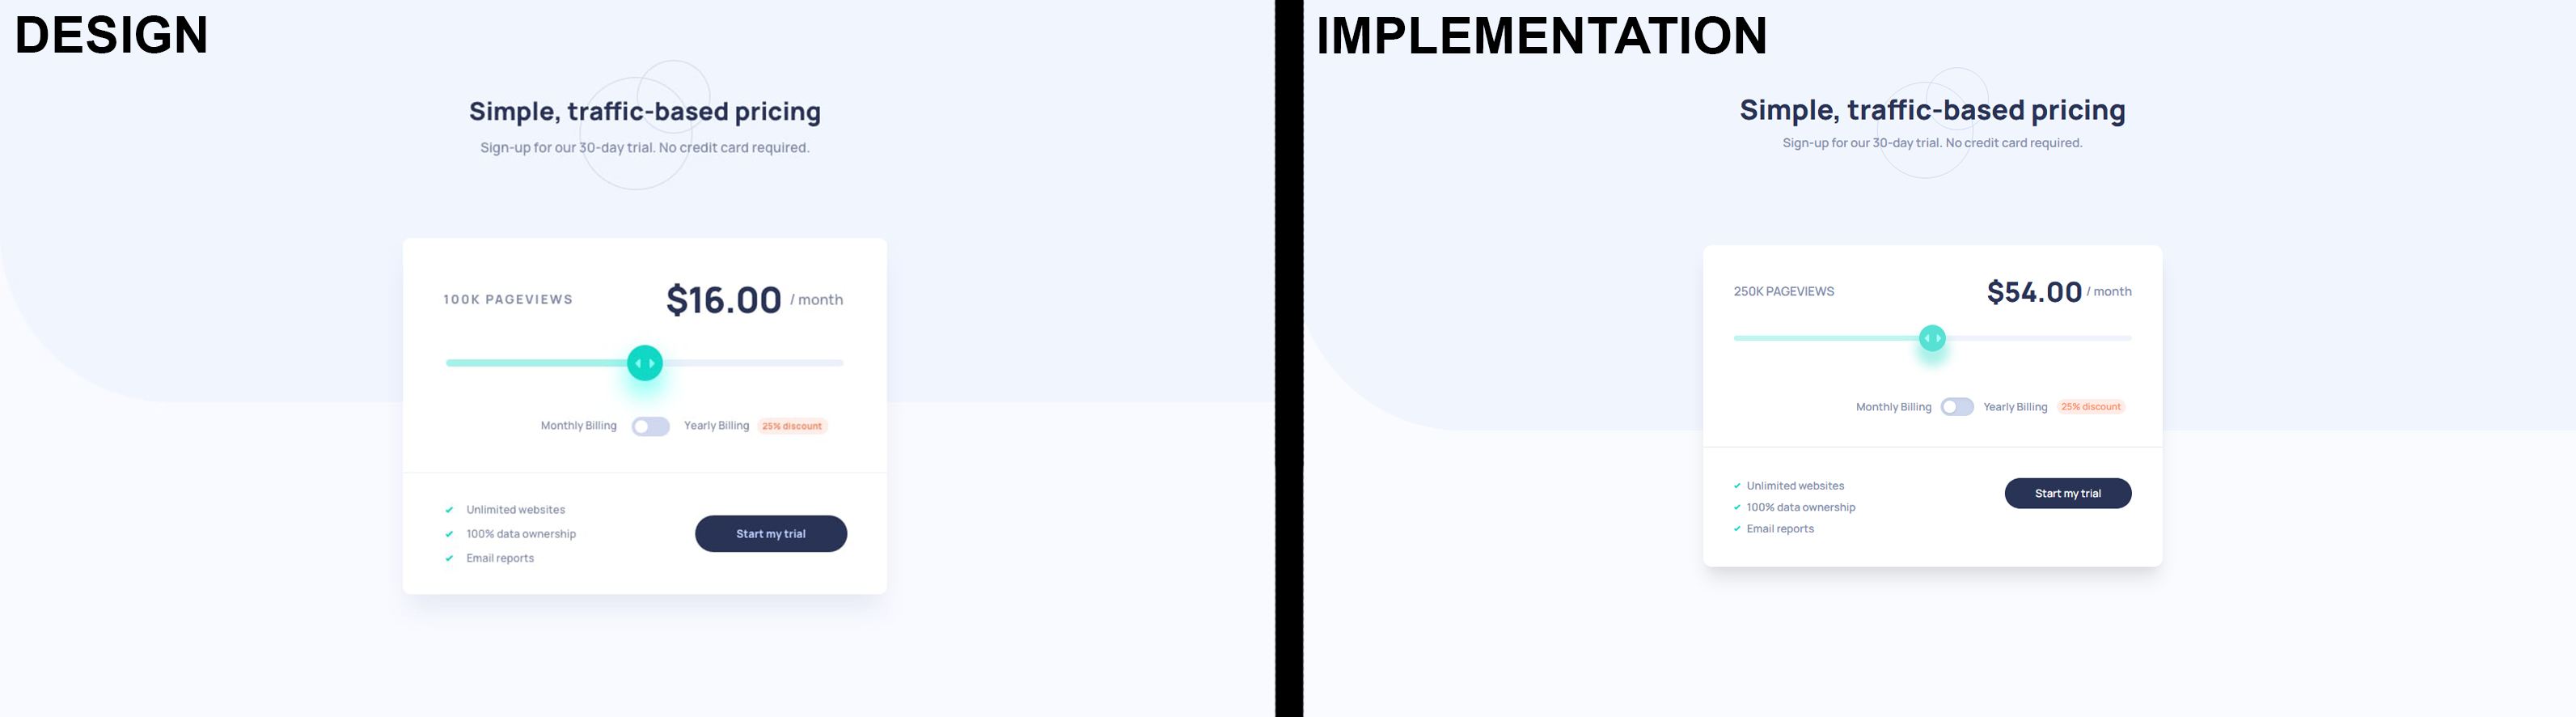 DESIGN
Simple, traffic-based pricing
Sign-up for our 30-day trial. No credit card required.
100K PAGEVIEWS
$16.00 / month
Monthly Billing
Yearly Billing
25% discount
Unlimited websites
100% data ownership
Email reports
Start my trial
IMPLEMENTATION
Simple, traffic-based pricing
Sign-up for our 30-day trial. No credit card required.
250K PAGEVIEWS
$54.00 / month
Monthly Billing
Yearly Billing
25% discount
Unlimited websites
100% data ownership
Email reports
Start my trial